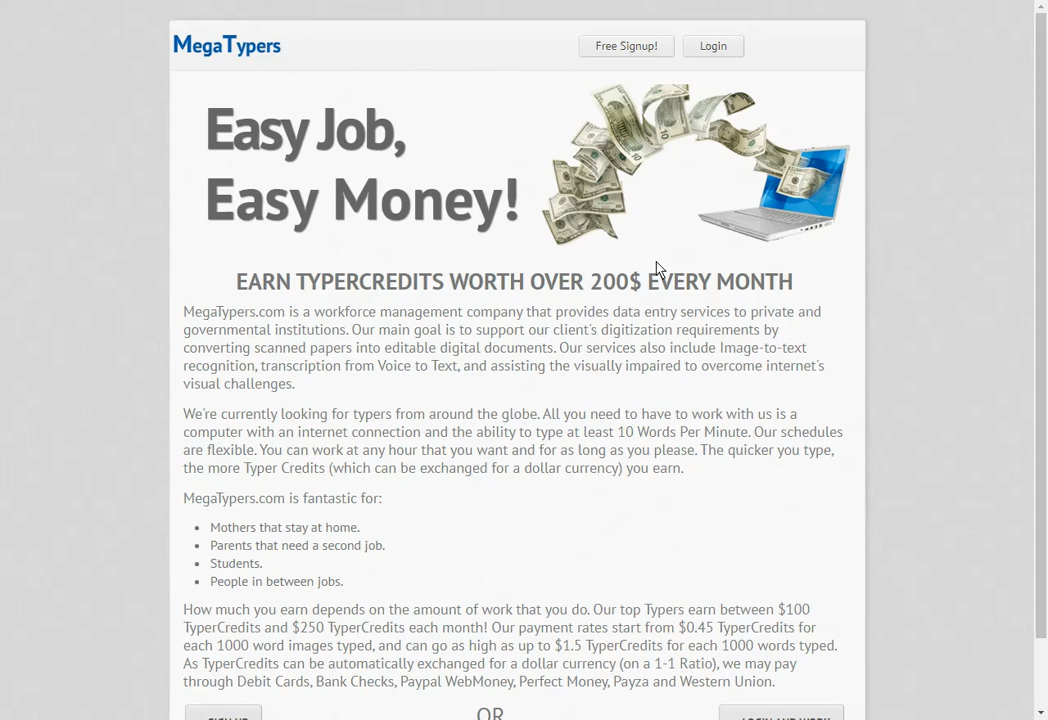 MegaTypers
Free Signup!
Login
Easy Job,
Easy Money!
EARN TYPERCREDITS WORTH OVER 200$ EVERY MONTH
MegaTypers.com is a workforce management company that provides data entry services to private and
governmental institutions. Our main goal is to support our client's digitization requirements by
converting scanned papers into editable digital documents. Our services also include Image-to-text
recognition, transcription from Voice to Text, and assisting the visually impaired to overcome internet's
visual challenges.
We're currently looking for typers from around the globe. All you need to have to work with us is a
computer with an internet connection and the ability to type at least 10 Words Per Minute. Our schedules
are flexible. You can work at any hour that you want and for as long as you please. The quicker you type,
the more Typer Credits (which can be exchanged for a dollar currency) you earn.
MegaTypers.com is fantastic for:
• Mothers that stay at home.
• Parents that need a second job.
• Students.
• People in between jobs.
How much you earn depends on the amount of work that you do. Our top Typers earn between $100
TyperCredits and $250 TyperCredits each month! Our payment rates start from $0.45 TyperCredits for
each 1000 word images typed, and can go as high as up to $1.5 TyperCredits for each 1000 words typed.
As TyperCredits can be automatically exchanged for a dollar currency (on a 1-1 Ratio), we may pay
through Debit Cards, Bank Checks, Paypal WebMoney, Perfect Money, Payza and Western Union.
SIGN UP
OR
LOGIN AND WORK